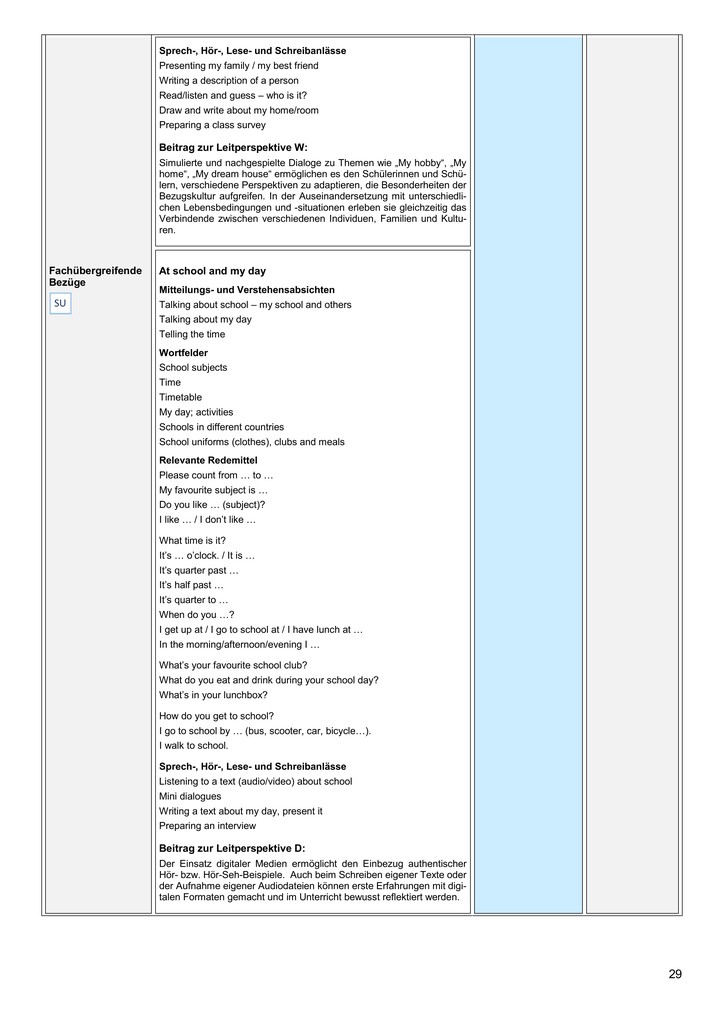 Sprech-, Hör-, Lese- und Schreibanlässe
Presenting my family / my best friend
Writing a description of a person
Read/listen and guess – who is it?
Draw and write about my home/room
Preparing a class survey
Beitrag zur Leitperspektive W:
Simulierte und nachgespielte Dialoge zu Themen wie „My hobby“, „My
home“, „My dream house“ ermöglichen es den Schülerinnen und Schü-
lern, verschiedene Perspektiven zu adaptieren, die Besonderheiten der
Bezugskultur aufgreifen. In der Auseinandersetzung mit unterschiedli-
chen Lebensbedingungen und -situationen erleben sie gleichzeitig das
Verbindende zwischen verschiedenen Individuen, Familien und Kultu-
ren.
Fachübergreifende
Bezüge
SU
At school and my day
Mitteilungs- und Verstehensabsichten
Talking about school – my school and others
Talking about my day
Telling the time
Wortfelder
School subjects
Time
Timetable
My day; activities
Schools in different countries
School uniforms (clothes), clubs and meals
Relevante Redemittel
Please count from … to …
My favourite subject is …
Do you like … (subject)?
I like … / I don’t like …
What time is it?
It’s … o’clock. / It is …
It’s quarter past …
It’s half past …
It’s quarter to …
When do you …?
I get up at / I go to school at / I have lunch at …
In the morning/afternoon/evening I …
What’s your favourite school club?
What do you eat and drink during your school day?
What’s in your lunchbox?
How do you get to school?
I go to school by … (bus, scooter, car, bicycle…).
I walk to school.
Sprech-, Hör-, Lese- und Schreibanlässe
Listening to a text (audio/video) about school
Mini dialogues
Writing a text about my day, present it
Preparing an interview
Beitrag zur Leitperspektive D:
Der Einsatz digitaler Medien ermöglicht den Einbezug authentischer
Hör- bzw. Hör-Seh-Beispiele. Auch beim Schreiben eigener Texte oder
der Aufnahme eigener Audiodateien können erste Erfahrungen mit digi-
talen Formaten gemacht und im Unterricht bewusst reflektiert werden.
29